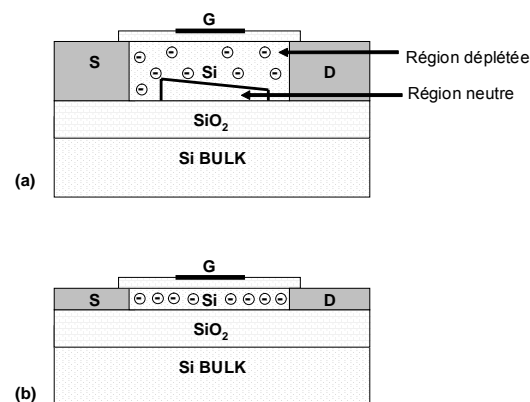 G
S
Si
D
Région déplétée
Région neutre
SiO2
Si BULK
(a)
G
S
Si
D
SiO2
Si BULK
(b)